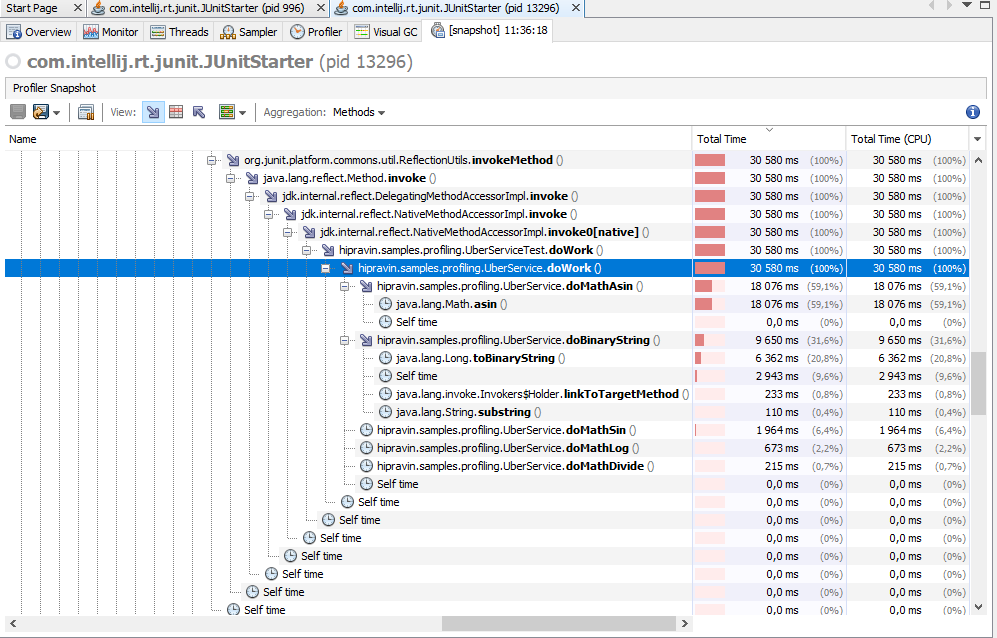 Start Page com.intellij.rt.junit.JUnitStarter (pid 996) com.intellij.rt.junit.JUnitStarter (pid 13296)
Overview Monitor Threads Sampler Profiler Visual GC [snapshot] 11:36:18
com.intellij.rt.junit.JUnitStarter (pid 13296)
Profiler Snapshot
View: Aggregation: Methods
Name Total Time Total Time (CPU)
org.junit.platform.commons.util.ReflectionUtils.invokeMethod () 30 580 ms (100%) 30 580 ms (100%)
java.lang.reflect.Method.invoke () 30 580 ms (100%) 30 580 ms (100%)
jdk.internal.reflect.DelegatingMethodAccessorImpl.invoke () 30 580 ms (100%) 30 580 ms (100%)
jdk.internal.reflect.NativeMethodAccessorImpl.invoke () 30 580 ms (100%) 30 580 ms (100%)
jdk.internal.reflect.NativeMethodAccessorImpl.invoke0[native] () 30 580 ms (100%) 30 580 ms (100%)
hipravin.samples.profiling.UberServiceTest.doWork () 30 580 ms (100%) 30 580 ms (100%)
hipravin.samples.profiling.UberService.doWork () 30 580 ms (100%) 30 580 ms (100%)
hipravin.samples.profiling.UberService.doMathAsin () 18 076 ms (59,1%) 18 076 ms (59,1%)
java.lang.Math.asin () 18 076 ms (59,1%) 18 076 ms (59,1%)
Self time 0,0 ms (0%) 0,0 ms (0%)
hipravin.samples.profiling.UberService.doBinaryString () 9 650 ms (31,6%) 9 650 ms (31,6%)
java.lang.Long.toBinaryString () 6 362 ms (20,8%) 6 362 ms (20,8%)
Self time 2 943 ms (9,6%) 2 943 ms (9,6%)
java.lang.invoke.Invokers$Holder.linkToTargetMethod () 233 ms (0,8%) 233 ms (0,8%)
java.lang.String.substring () 110 ms (0,4%) 110 ms (0,4%)
hipravin.samples.profiling.UberService.doMathSin () 1 964 ms (6,4%) 1 964 ms (6,4%)
hipravin.samples.profiling.UberService.doMathLog () 673 ms (2,2%) 673 ms (2,2%)
hipravin.samples.profiling.UberService.doMathDivide () 215 ms (0,7%) 215 ms (0,7%)
Self time 0,0 ms (0%) 0,0 ms (0%)
Self time 0,0 ms (0%) 0,0 ms (0%)
Self time 0,0 ms (0%) 0,0 ms (0%)
Self time 0,0 ms (0%) 0,0 ms (0%)
Self time 0,0 ms (0%) 0,0 ms (0%)
Self time 0,0 ms (0%) 0,0 ms (0%)
Self time 0,0 ms (0%) 0,0 ms (0%)
Self time 0,0 ms (0%) 0,0 ms (0%)